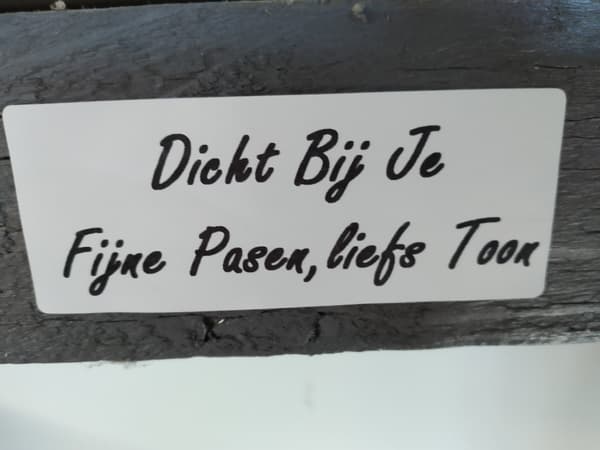 Dicht Bij Je
Fijne Pasen, liefs Toon